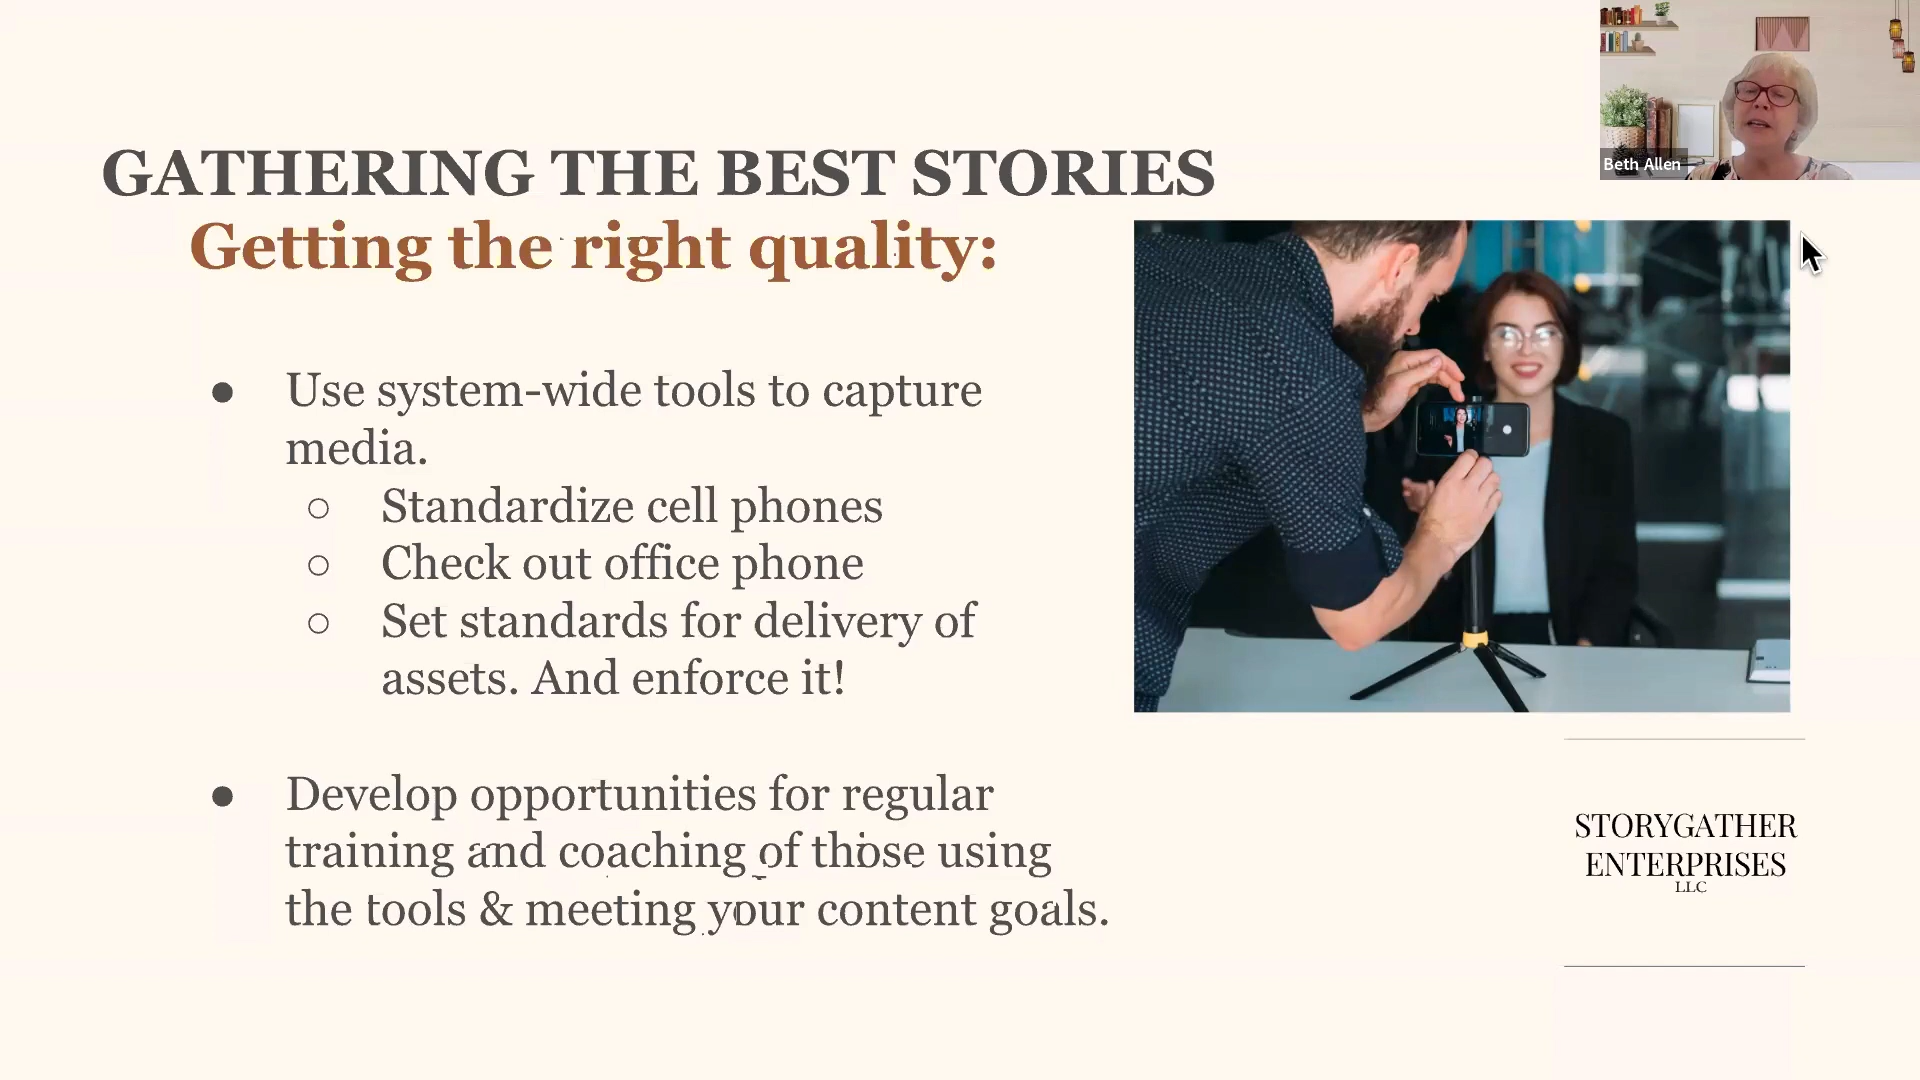 Beth Allen
GATHERING THE BEST STORIES
Getting the right quality:
● Use system-wide tools to capture
media.
○ Standardize cell phones
○ Check out office phone
○ Set standards for delivery of
assets. And enforce it!
● Develop opportunities for regular
training and coaching of those using
the tools & meeting your content goals.
STORYGATHER
ENTERPRISES
LLC